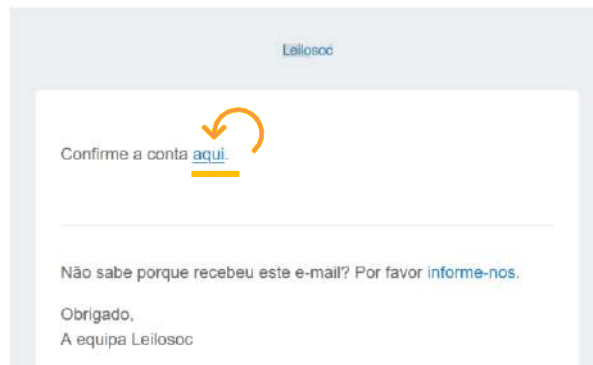 Leilosoc
Confirme a conta aqui.
Não sabe porque recebeu este e-mail? Por favor informe-nos.
Obrigado,
A equipa Leilosoc